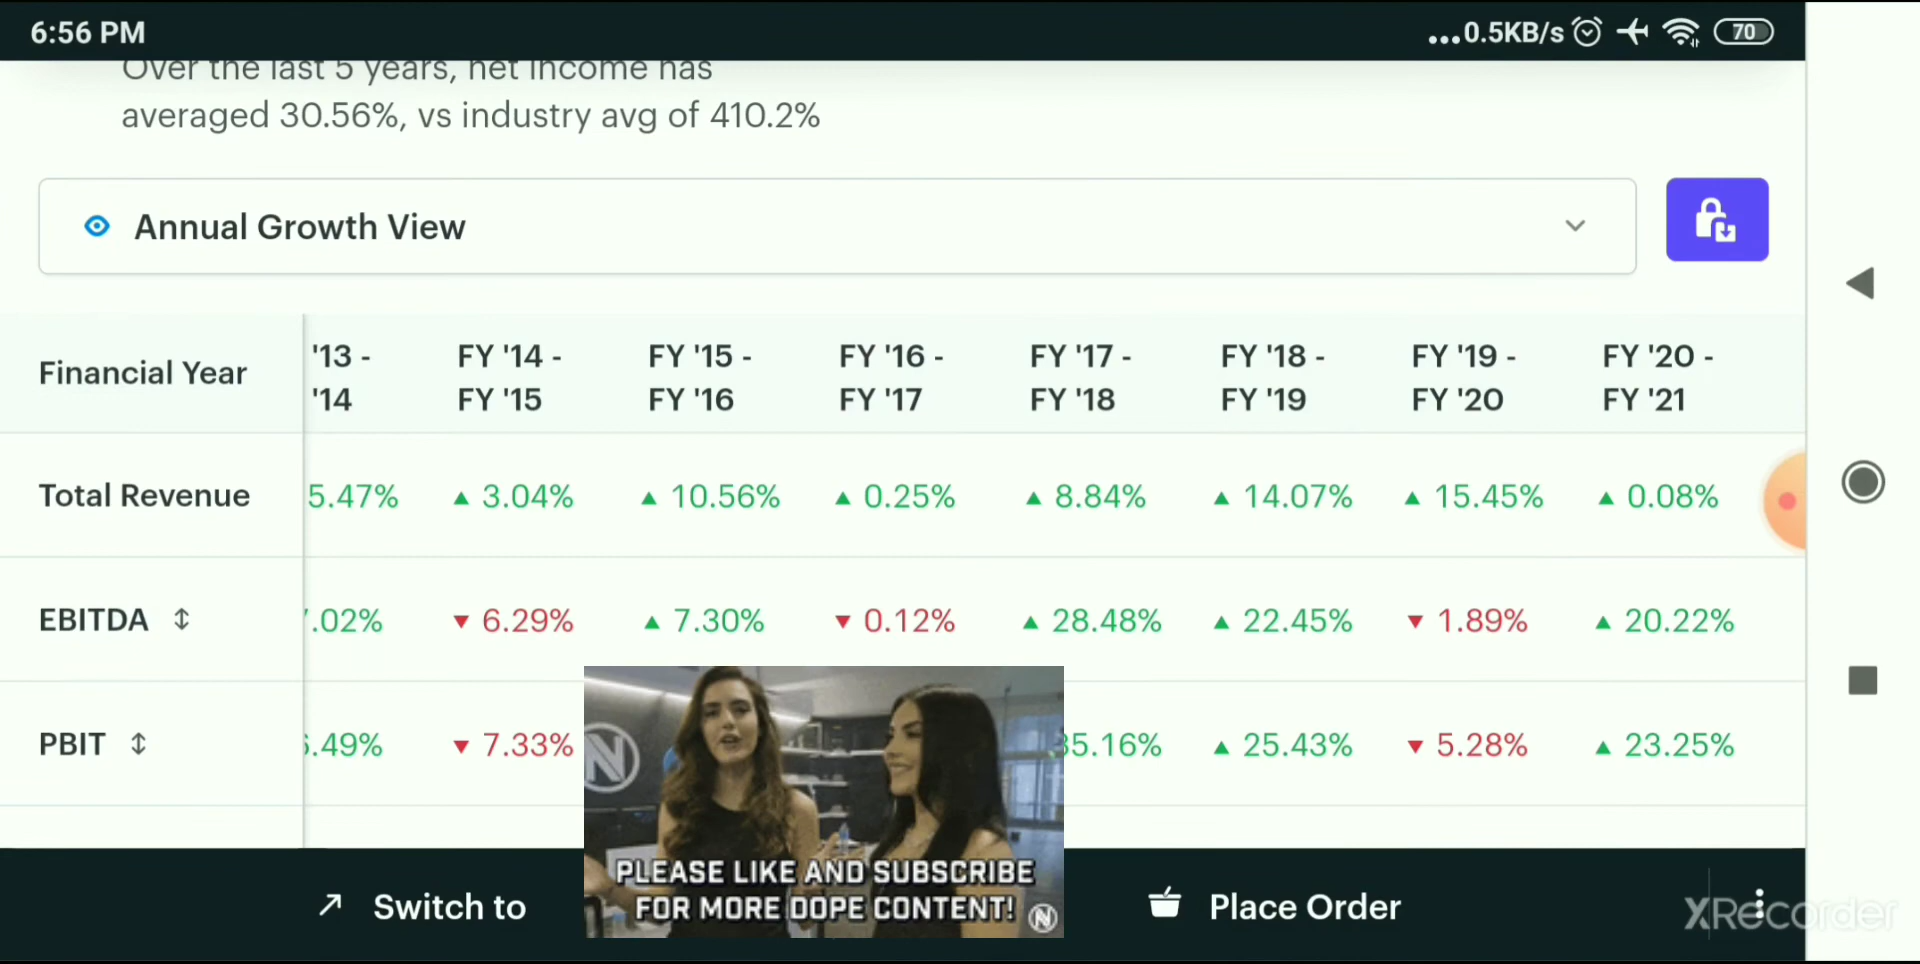 6:56 PM
...0.5KB/s
70
Over the last 5 years, net income has
averaged 30.56%, vs industry avg of 410.2%
Annual Growth View
Financial Year
'13 -
'14
FY '14 -
FY '15
FY '15 -
FY '16
FY '16 -
FY '17
FY '17 -
FY '18
FY '18 -
FY '19
FY '19 -
FY '20
FY '20 -
FY '21
Total Revenue 5.47% ▲ 3.04% ▲ 10.56% ▲ 0.25% ▲ 8.84% ▲ 14.07% ▲ 15.45% ▲ 0.08%
EBITDA .02% ▼ 6.29% ▲ 7.30% ▼ 0.12% ▲ 28.48% ▲ 22.45% ▼ 1.89% ▲ 20.22%
PBIT .49% ▼ 7.33% 5.16% ▲ 25.43% ▼ 5.28% ▲ 23.25%
N
PLEASE LIKE AND SUBSCRIBE
FOR MORE DOPE CONTENT!
N
Switch to
Place Order
XRecorder